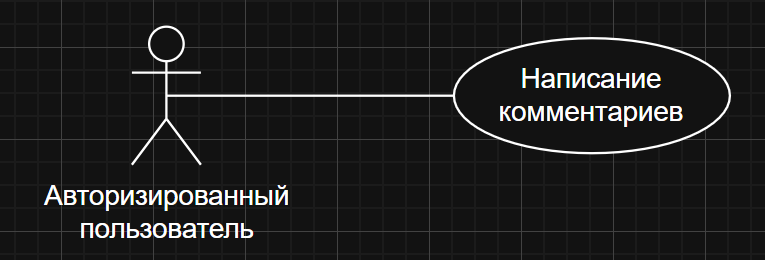 Написание
комментариев
Авторизированный
пользователь